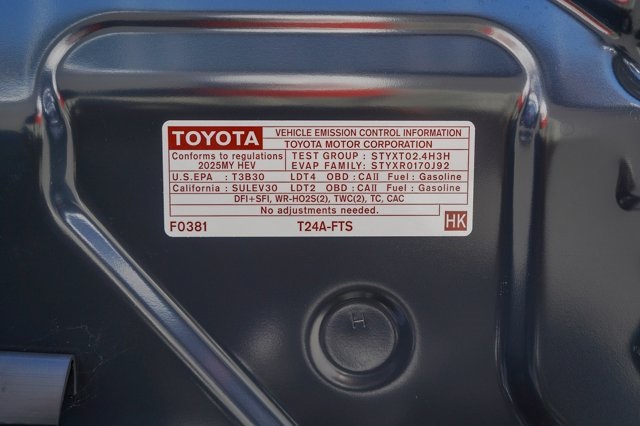 TOYOTA VEHICLE EMISSION CONTROL INFORMATION
TOYOTA MOTOR CORPORATION
Conforms to regulations TEST GROUP : STYXT02.4H3H
2025MY HEV EVAP FAMILY: STYXR0170J92
U.S.EPA : T3B30 LDT4 OBD : CAII Fuel : Gasoline
California : SULEV30 LDT2 OBD : CAII Fuel : Gasoline
DFI+SFI, WR-HO2S(2), TWC(2), TC, CAC
No adjustments needed.
F0381 T24A-FTS HK